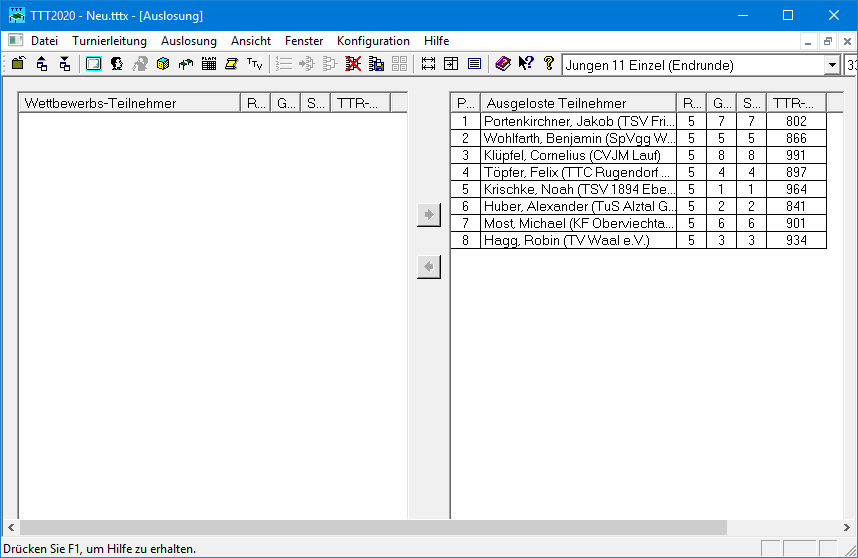 TTT2020 - Neu.tttx - [Auslosung]
Datei Turnierleitung Auslosung Ansicht Fenster Konfiguration Hilfe
Jungen 11 Einzel (Endrunde)
Wettbewerbs-Teilnehmer R... G... S... TTR-...
P... Ausgeloste Teilnehmer R... G... S... TTR-...
1 Portenkirchner, Jakob (TSV Fri... 5 7 7 802
2 Wohlfarth, Benjamin (SpVgg W... 5 5 5 866
3 Klüpfel, Cornelius (CVJM Lauf) 5 8 8 991
4 Töpfer, Felix (TTC Rugendorf ... 5 4 4 897
5 Krischke, Noah (TSV 1894 Ebe... 5 1 1 964
6 Huber, Alexander (TuS Alztal G... 5 2 2 841
7 Most, Michael (KF Oberviechta... 5 6 6 901
8 Hagg, Robin (TV Waal e.V.) 5 3 3 934
Drücken Sie F1, um Hilfe zu erhalten.